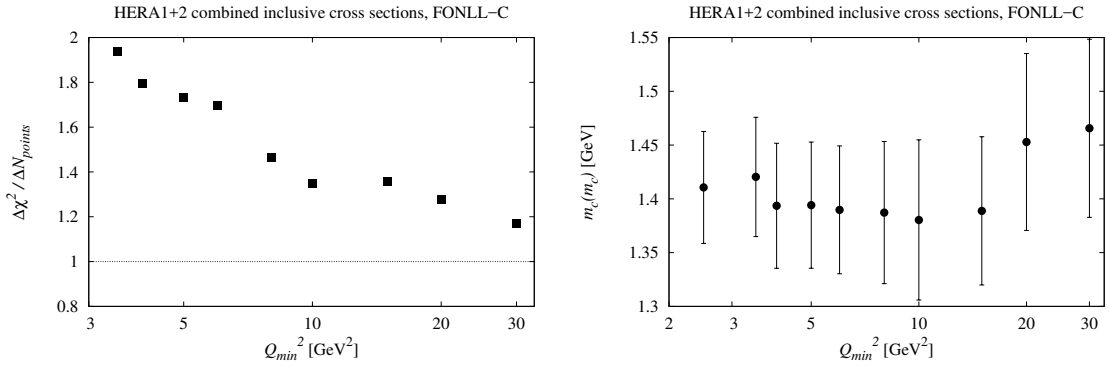 HERA1+2 combined inclusive cross sections, FONLL−C
2
1.8
1.6
1.4
1.2
1
0.8
Δχ² / ΔN_points
3 5 10 20 30
Q_min² [GeV²]
HERA1+2 combined inclusive cross sections, FONLL−C
1.55
1.5
1.45
1.4
1.35
1.3
m_c(m_c) [GeV]
2 3 5 10 20 30
Q_min² [GeV²]